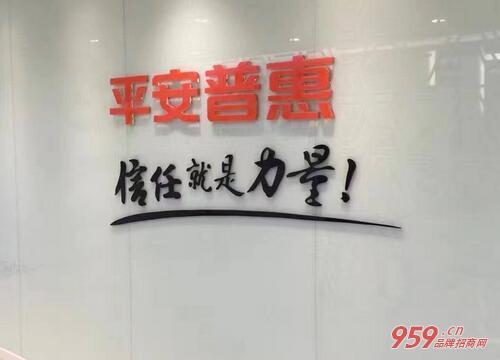 平安普惠
信任就是力量!
959.cn
品牌招商网